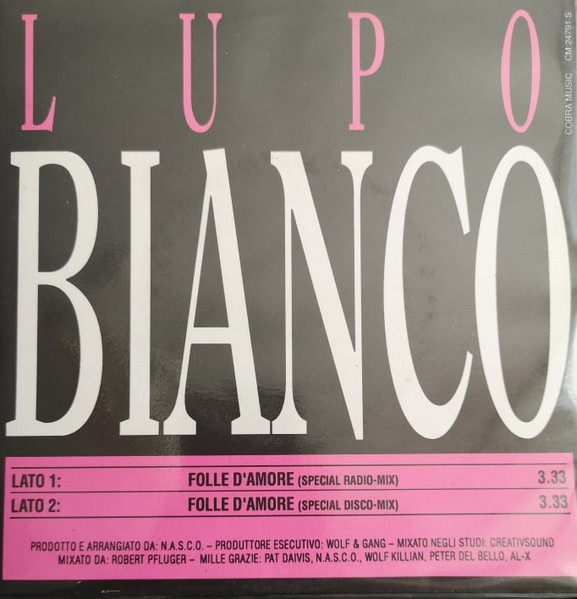 LUPO
BIANCO
COBRA MUSIC CM 24791 S
LATO 1: FOLLE D'AMORE (SPECIAL RADIO-MIX) 3.33
LATO 2: FOLLE D'AMORE (SPECIAL DISCO-MIX) 3.33
PRODOTTO E ARRANGIATO DA: N.A.S.C.O. – PRODUTTORE ESECUTIVO: WOLF & GANG – MIXATO NEGLI STUDI: CREATIVSOUND
MIXATO DA: ROBERT PFLUGER – MILLE GRAZIE: PAT DAIVIS, N.A.S.C.O., WOLF KILLIAN, PETER DEL BELLO, AL-X